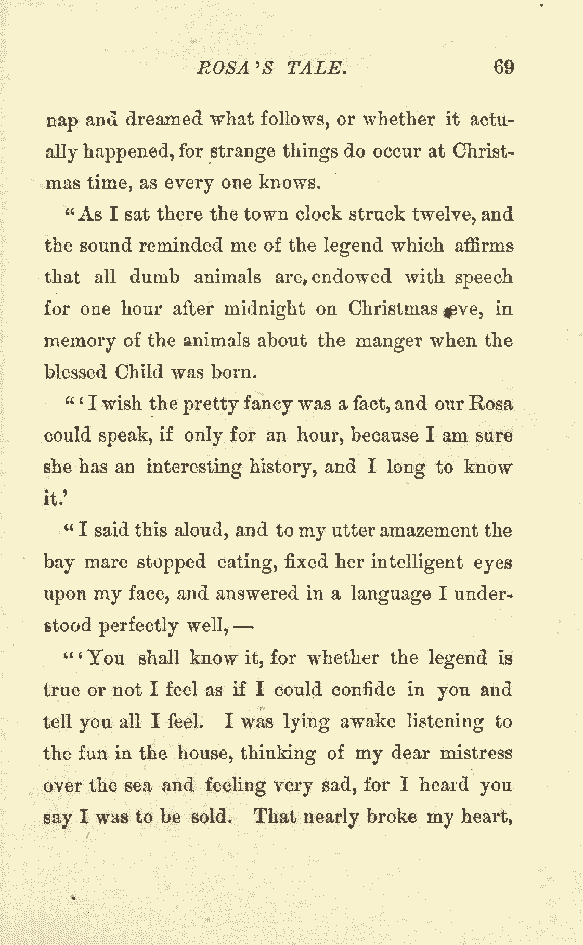 ROSA'S TALE. 69
nap and dreamed what follows, or whether it actu-
ally happened, for strange things do occur at Christ-
mas time, as every one knows.
"As I sat there the town clock struck twelve, and
the sound reminded me of the legend which affirms
that all dumb animals are endowed with speech
for one hour after midnight on Christmas eve, in
memory of the animals about the manger when the
blessed Child was born.
"'I wish the pretty fancy was a fact, and our Rosa
could speak, if only for an hour, because I am sure
she has an interesting history, and I long to know
it.'
"I said this aloud, and to my utter amazement the
bay mare stopped eating, fixed her intelligent eyes
upon my face, and answered in a language I under-
stood perfectly well,—
"'You shall know it, for whether the legend is
true or not I feel as if I could confide in you and
tell you all I feel. I was lying awake listening to
the fun in the house, thinking of my dear mistress
over the sea and feeling very sad, for I heard you
say I was to be sold. That nearly broke my heart,